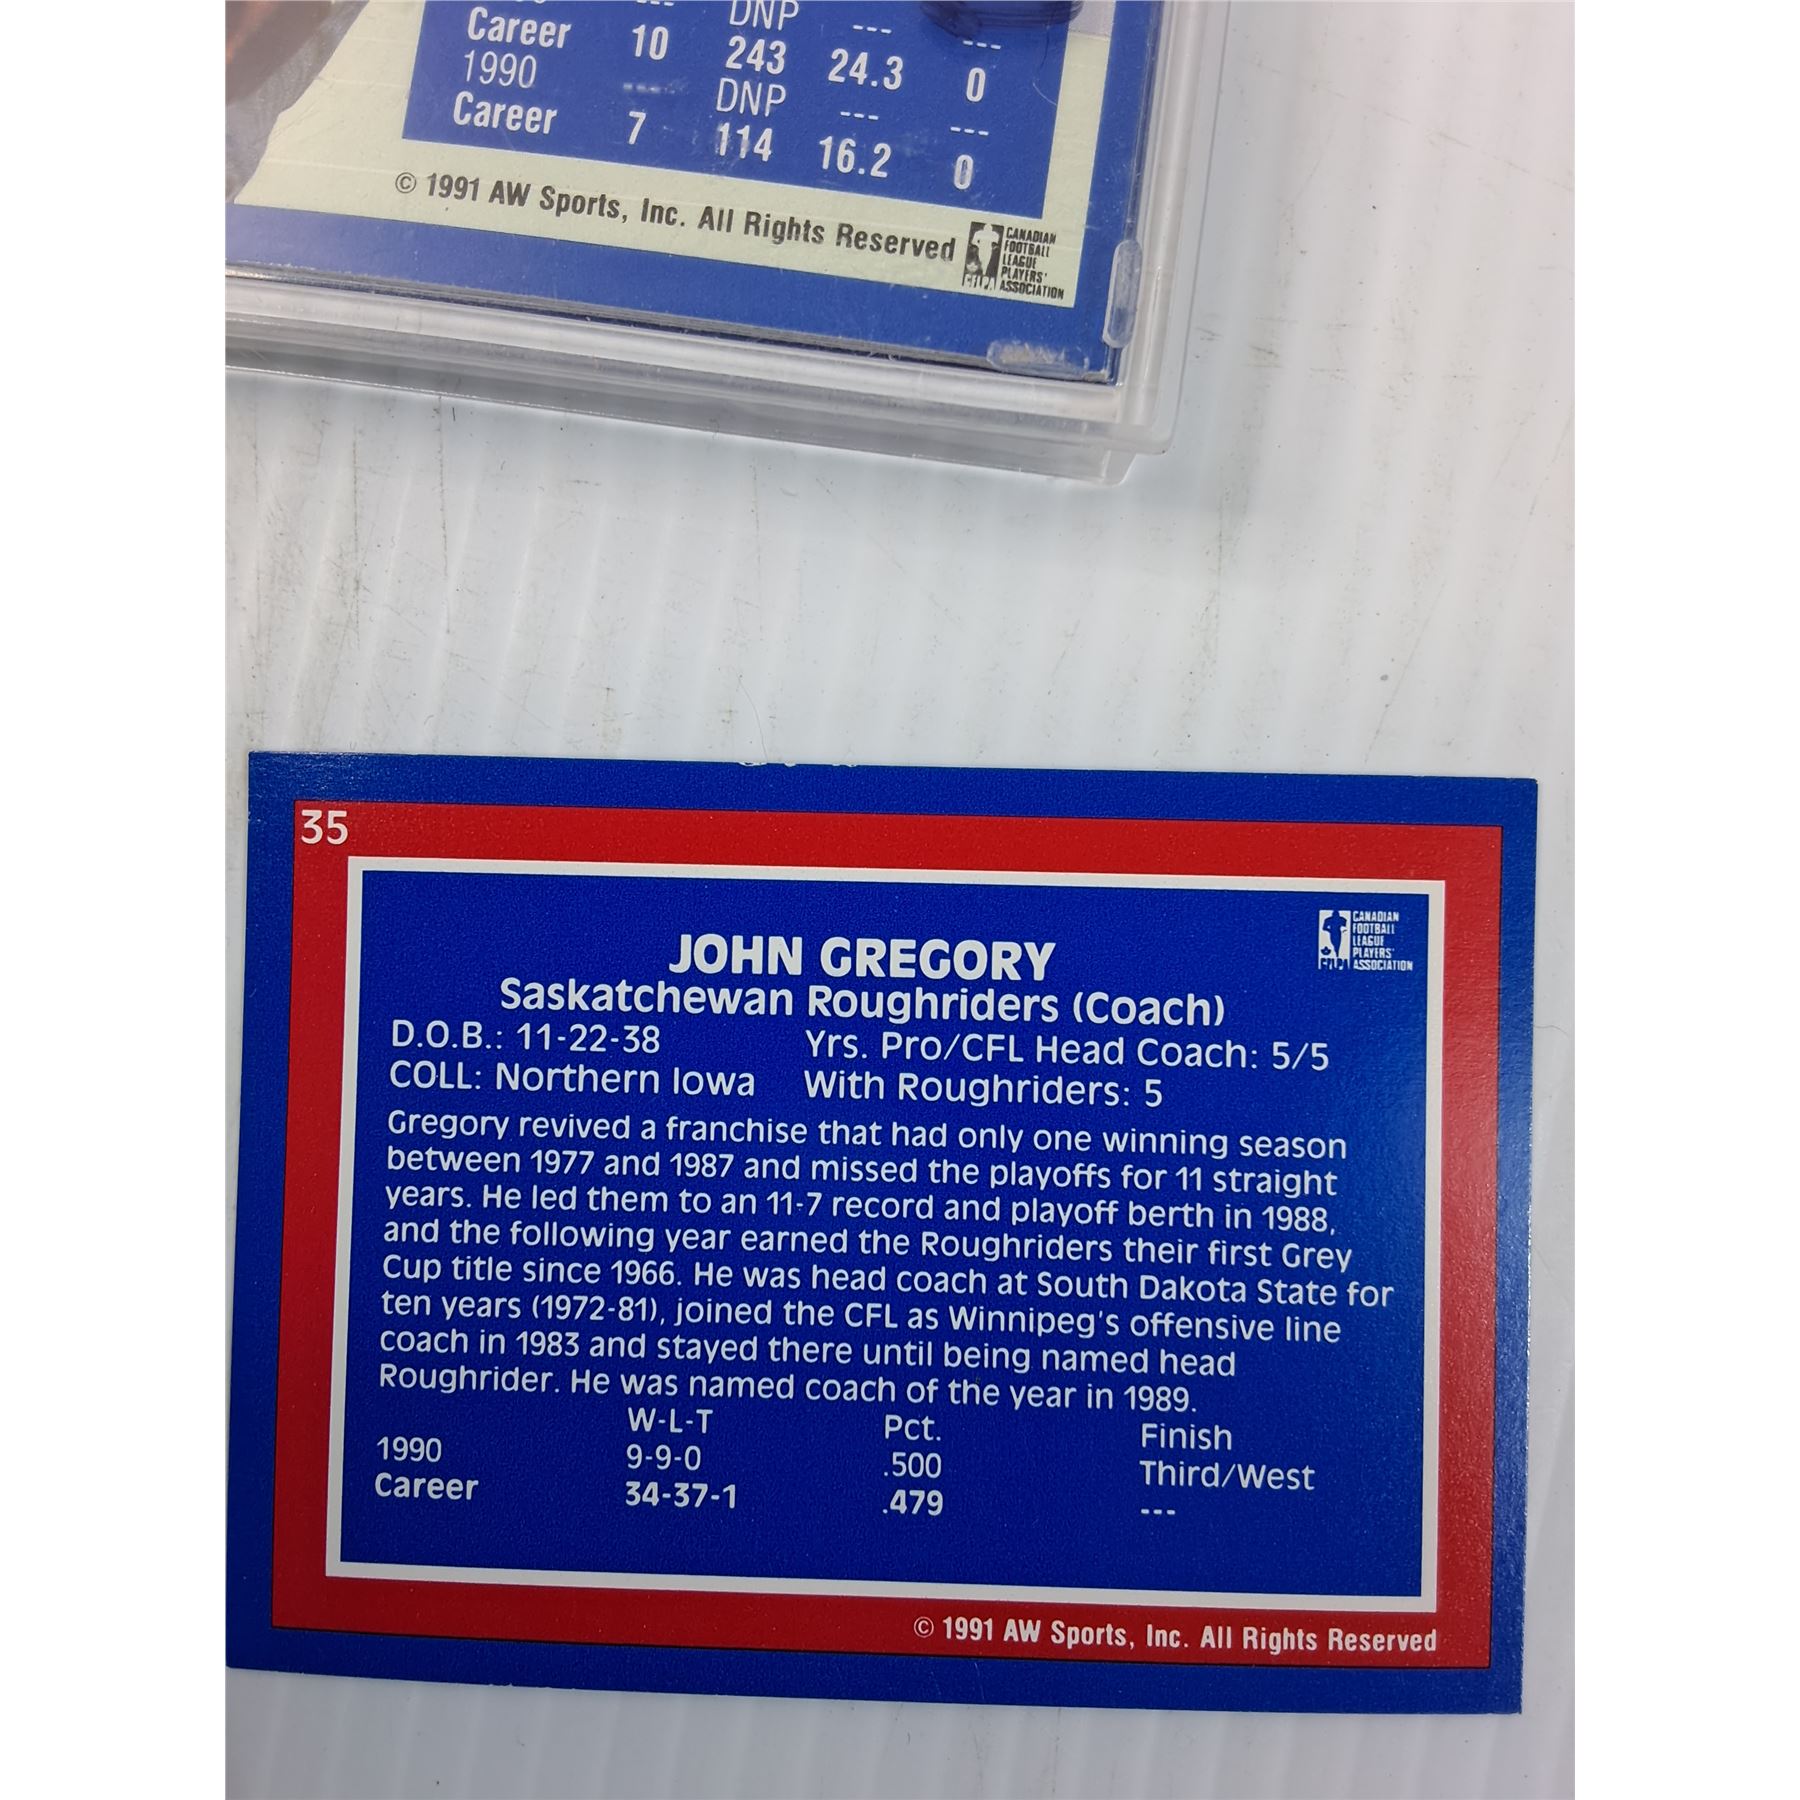 --- DNP --- ---
Career 10 243 24.3 0
1990 --- DNP --- ---
Career 7 114 16.2 0
© 1991 AW Sports, Inc. All Rights Reserved
CANADIAN
FOOTBALL
LEAGUE
PLAYERS'
ASSOCIATION
CFLPA
35
CANADIAN
FOOTBALL
LEAGUE
PLAYERS'
ASSOCIATION
CFLPA
JOHN GREGORY
Saskatchewan Roughriders (Coach)
D.O.B.: 11-22-38 Yrs. Pro/CFL Head Coach: 5/5
COLL: Northern Iowa With Roughriders: 5
Gregory revived a franchise that had only one winning season
between 1977 and 1987 and missed the playoffs for 11 straight
years. He led them to an 11-7 record and playoff berth in 1988,
and the following year earned the Roughriders their first Grey
Cup title since 1966. He was head coach at South Dakota State for
ten years (1972-81), joined the CFL as Winnipeg's offensive line
coach in 1983 and stayed there until being named head
Roughrider. He was named coach of the year in 1989.
W-L-T Pct. Finish
1990 9-9-0 .500 Third/West
Career 34-37-1 .479 ---
© 1991 AW Sports, Inc. All Rights Reserved